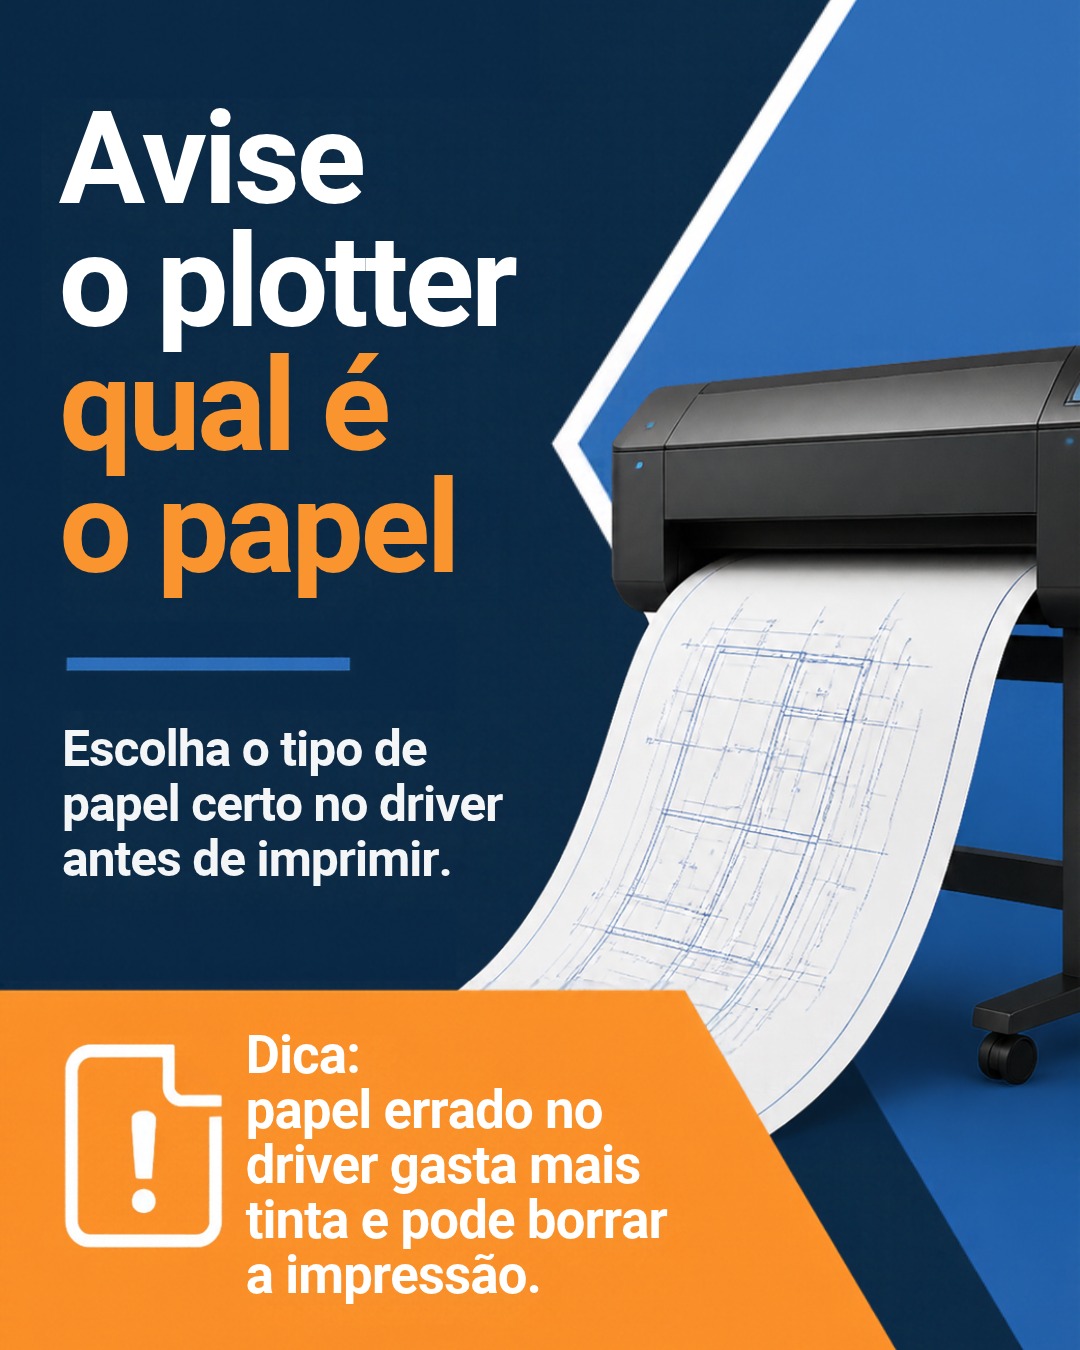 Avise
o plotter
qual é
o papel
Escolha o tipo de
papel certo no driver
antes de imprimir.
Dica:
papel errado no
driver gasta mais
tinta e pode borrar
a impressão.